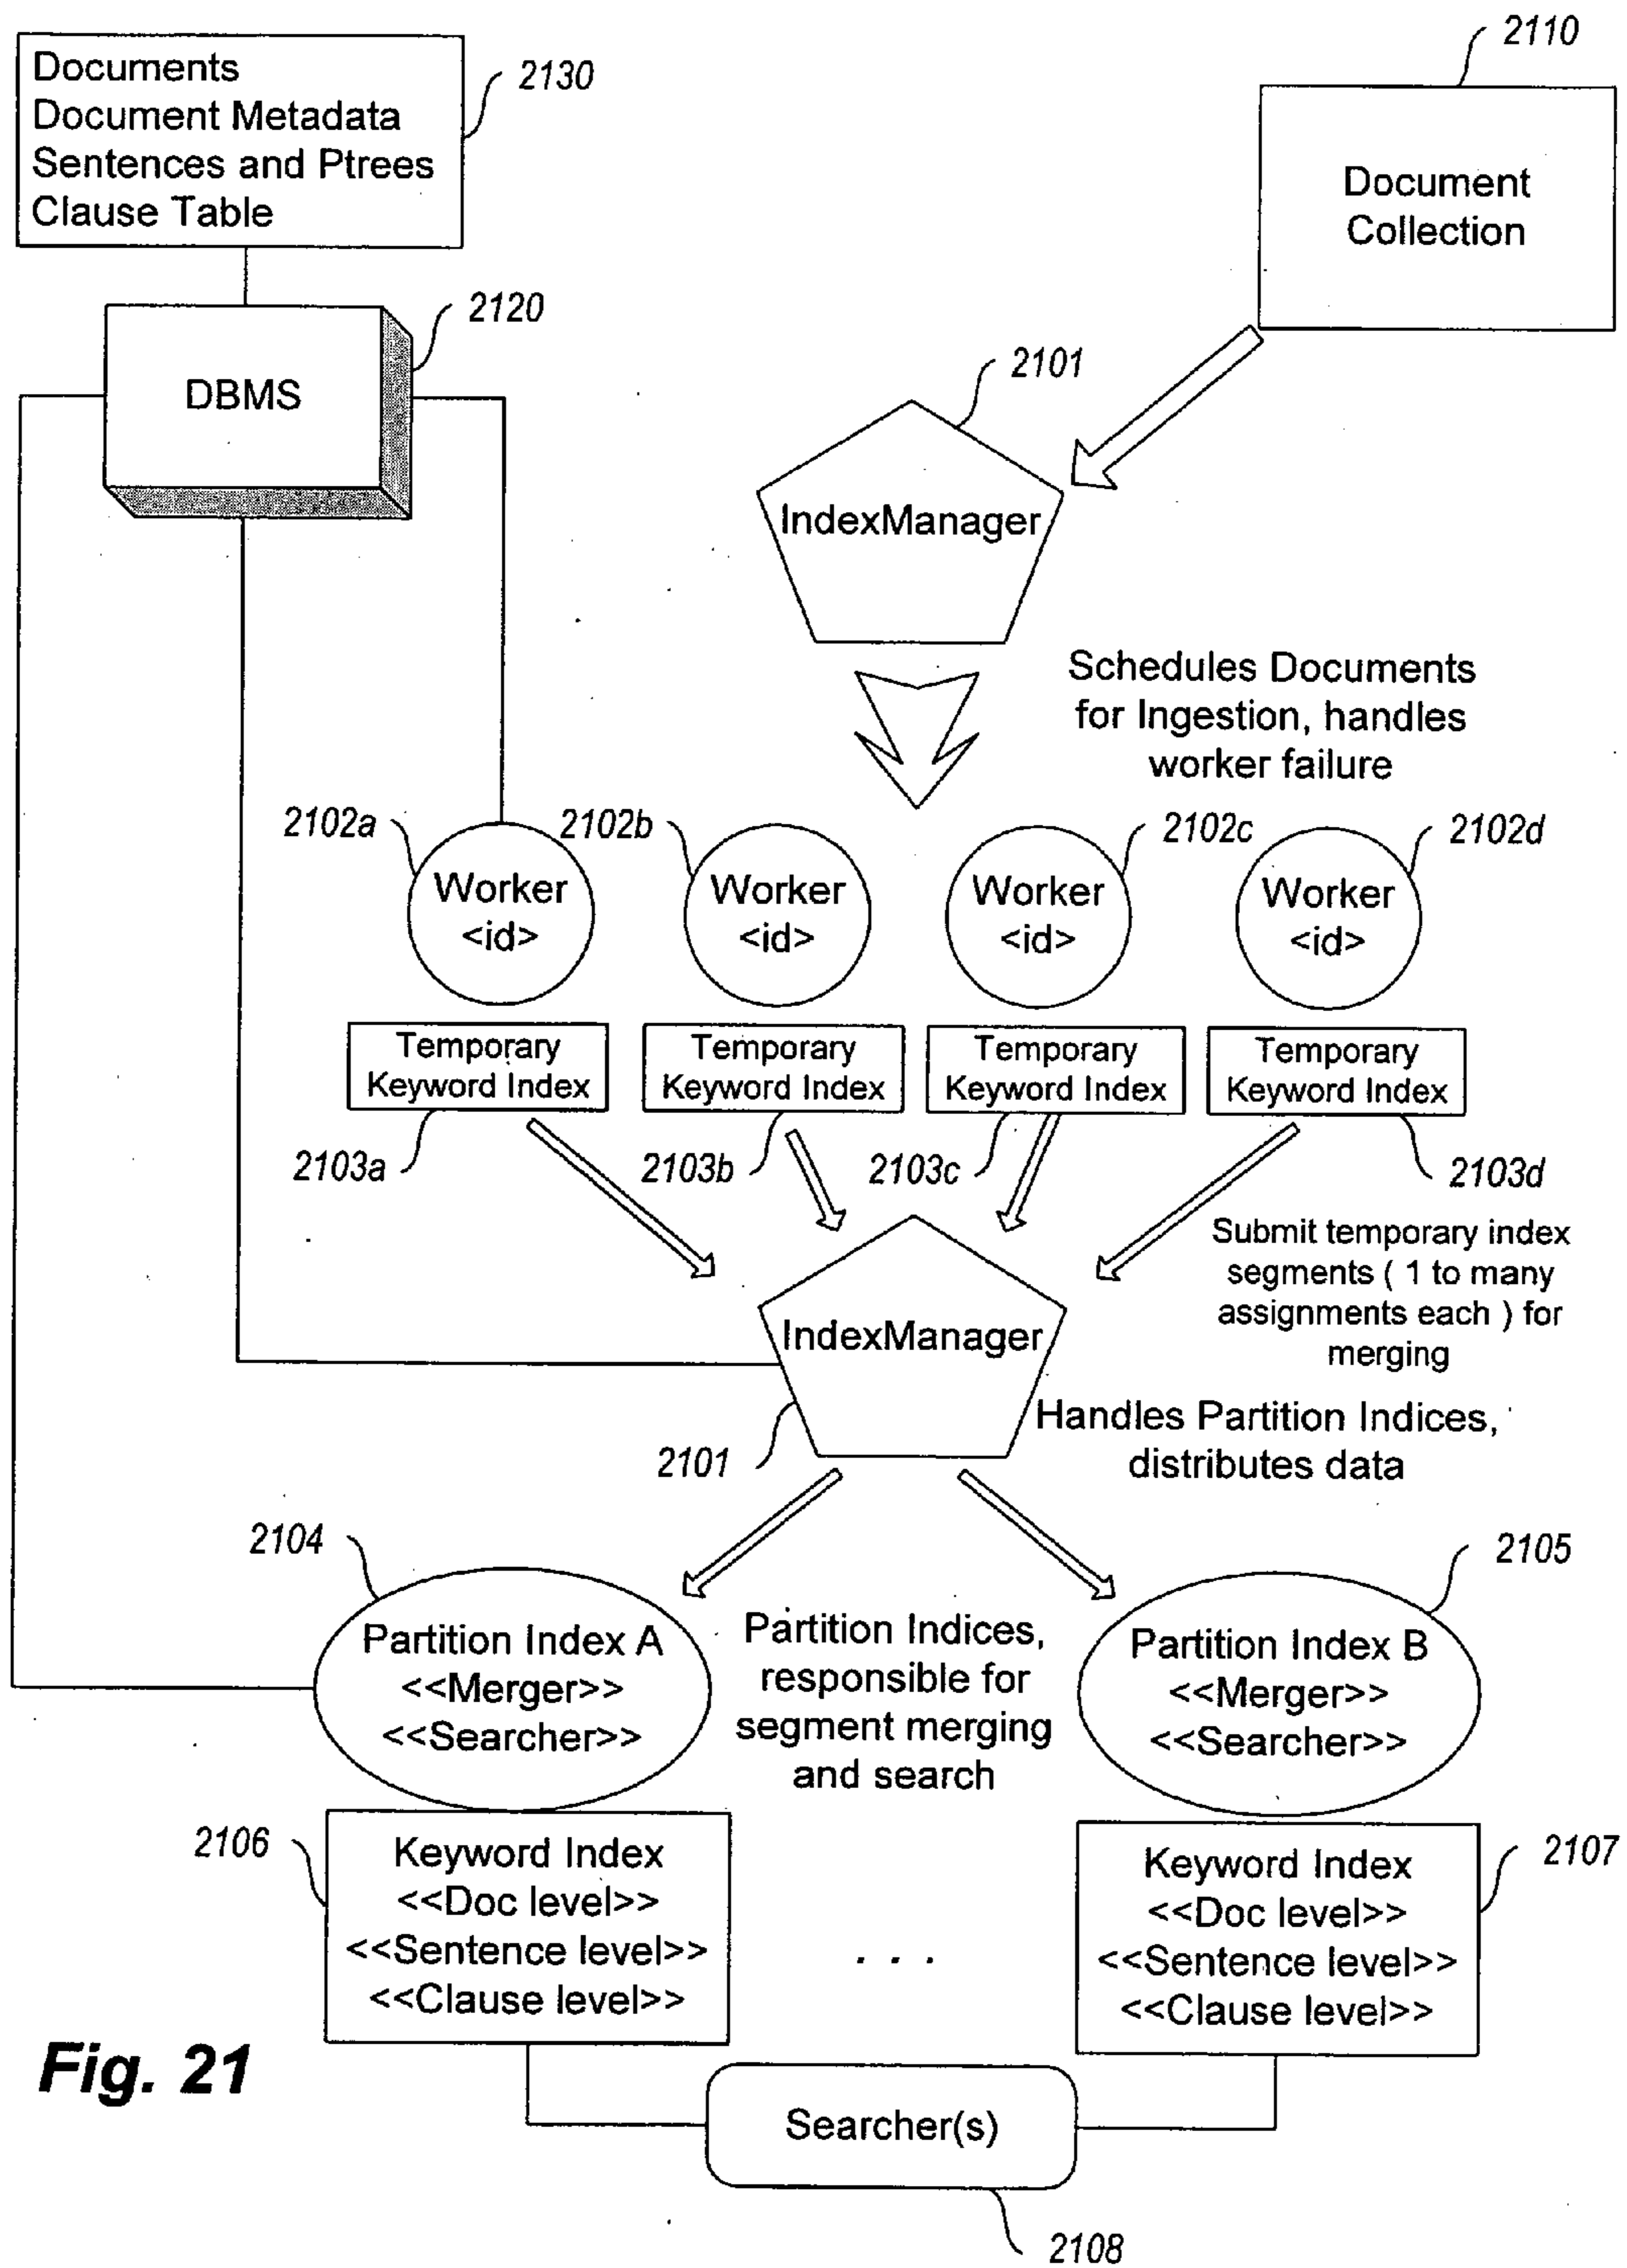 2110
Documents
Document Metadata
Sentences and Ptrees
Clause Table
2130
Document
Collection
2120
DBMS
2101
IndexManager
Schedules Documents
for Ingestion, handles
worker failure
2102a
2102b
2102c
2102d
Worker
<id>
Worker
<id>
Worker
<id>
Worker
<id>
Temporary
Keyword Index
Temporary
Keyword Index
Temporary
Keyword Index
Temporary
Keyword Index
2103a
2103b
2103c
2103d
Submit temporary index
segments ( 1 to many
assignments each ) for
merging
IndexManager
2101
Handles Partition Indices,
distributes data
2104
2105
Partition Index A
<<Merger>>
<<Searcher>>
Partition Indices,
responsible for
segment merging
and search
Partition Index B
<<Merger>>
<<Searcher>>
2106
Keyword Index
<<Doc level>>
<<Sentence level>>
<<Clause level>>
. . .
Keyword Index
<<Doc level>>
<<Sentence level>>
<<Clause level>>
2107
Fig. 21
Searcher(s)
2108